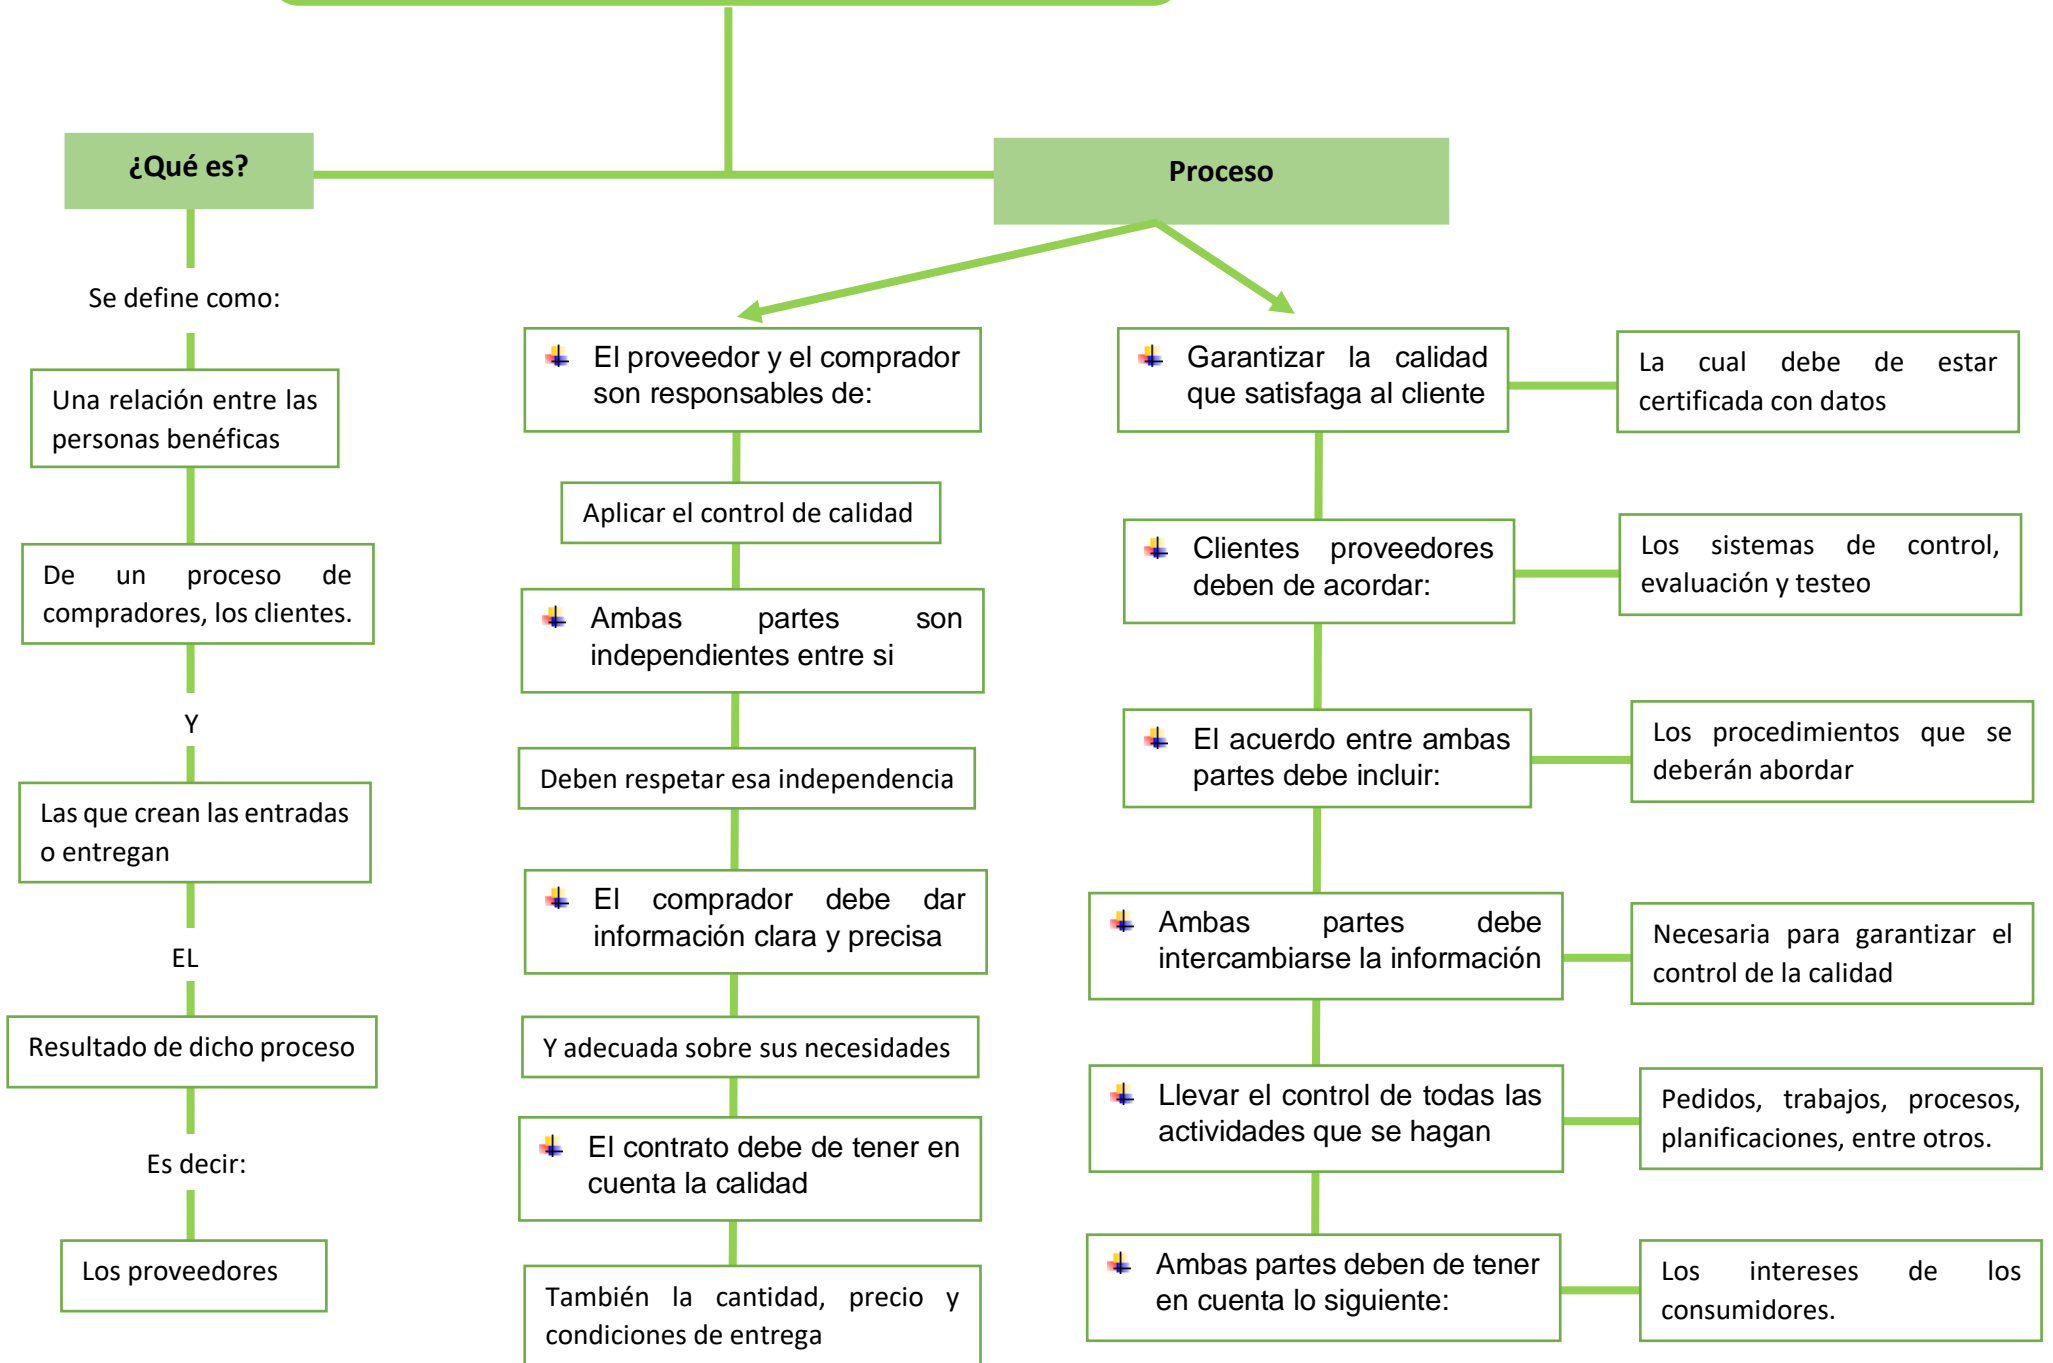 ¿Qué es?
Proceso
Se define como:
Una relación entre las
personas benéficas
De un proceso de
compradores, los clientes.
Y
Las que crean las entradas
o entregan
EL
Resultado de dicho proceso
Es decir:
Los proveedores
El proveedor y el comprador
son responsables de:
Aplicar el control de calidad
Ambas partes son
independientes entre si
Deben respetar esa independencia
El comprador debe dar
información clara y precisa
Y adecuada sobre sus necesidades
El contrato debe de tener en
cuenta la calidad
También la cantidad, precio y
condiciones de entrega
Garantizar la calidad
que satisfaga al cliente
La cual debe de estar
certificada con datos
Clientes proveedores
deben de acordar:
Los sistemas de control,
evaluación y testeo
El acuerdo entre ambas
partes debe incluir:
Los procedimientos que se
deberán abordar
Ambas partes debe
intercambiarse la información
Necesaria para garantizar el
control de la calidad
Llevar el control de todas las
actividades que se hagan
Pedidos, trabajos, procesos,
planificaciones, entre otros.
Ambas partes deben de tener
en cuenta lo siguiente:
Los intereses de los
consumidores.